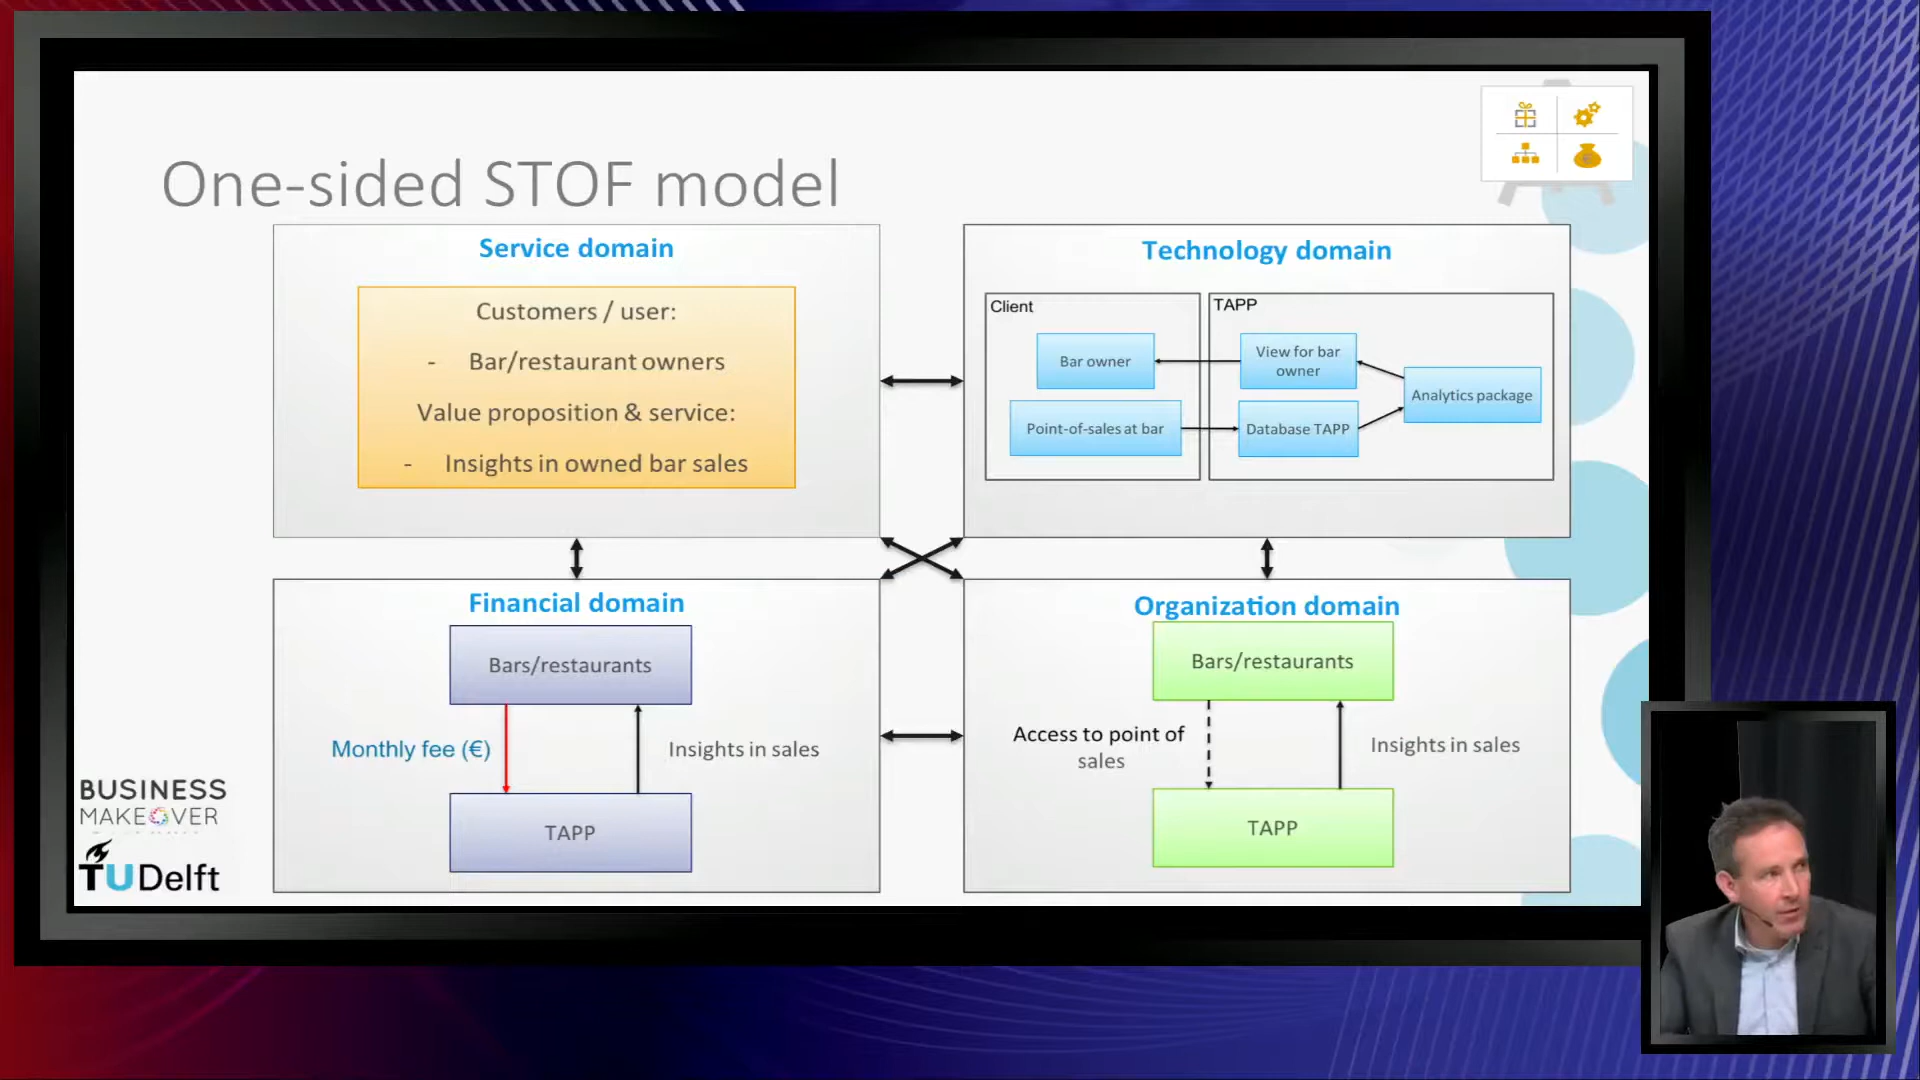 One-sided STOF model
Service domain
Customers / user:
- Bar/restaurant owners
Value proposition & service:
- Insights in owned bar sales
Technology domain
Client
Bar owner
Point-of-sales at bar
TAPP
View for bar
owner
Database TAPP
Analytics package
Financial domain
Bars/restaurants
Monthly fee (€)
Insights in sales
TAPP
Organization domain
Bars/restaurants
Access to point of
sales
Insights in sales
TAPP
BUSINESS
MAKEOVER
TU Delft